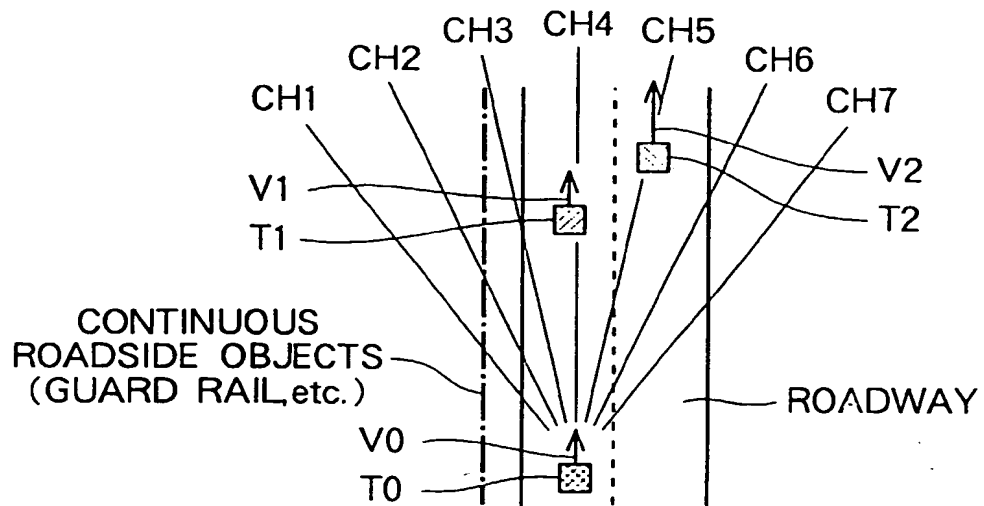 CH1
CH2
CH3
CH4
CH5
CH6
CH7
V1
T1
V2
T2
CONTINUOUS
ROADSIDE OBJECTS
(GUARD RAIL, etc.)
ROADWAY
V0
T0